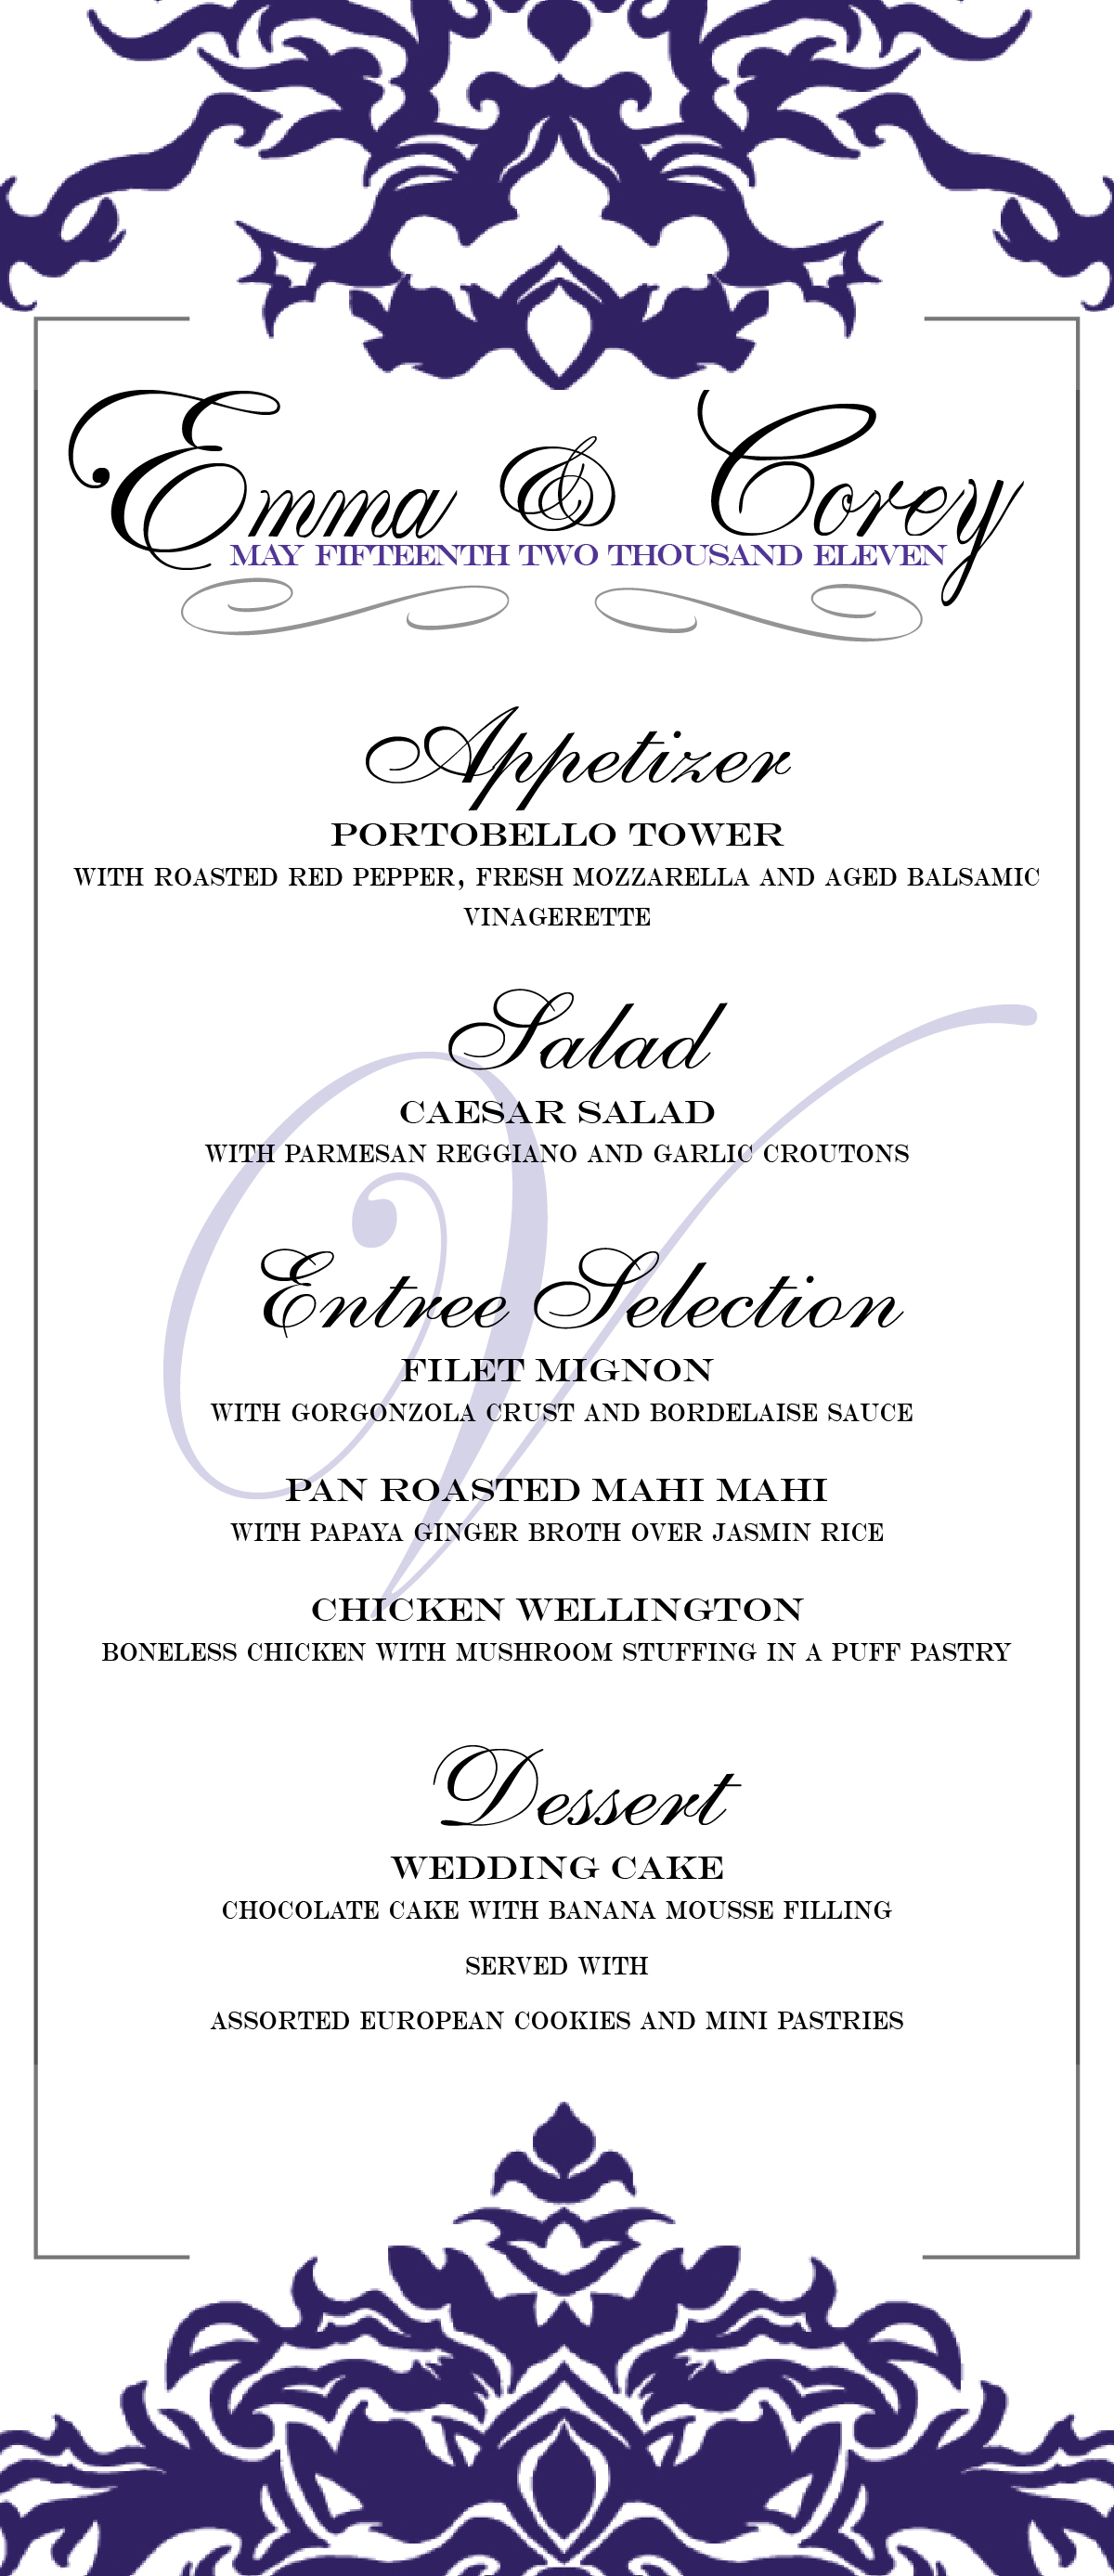 Emma & Corey
MAY FIFTEENTH TWO THOUSAND ELEVEN
Appetizer
PORTOBELLO TOWER
WITH ROASTED RED PEPPER, FRESH MOZZARELLA AND AGED BALSAMIC
VINAGERETTE
Salad
CAESAR SALAD
WITH PARMESAN REGGIANO AND GARLIC CROUTONS
V
Entree Selection
FILET MIGNON
WITH GORGONZOLA CRUST AND BORDELAISE SAUCE
PAN ROASTED MAHI MAHI
WITH PAPAYA GINGER BROTH OVER JASMIN RICE
CHICKEN WELLINGTON
BONELESS CHICKEN WITH MUSHROOM STUFFING IN A PUFF PASTRY
Dessert
WEDDING CAKE
CHOCOLATE CAKE WITH BANANA MOUSSE FILLING
SERVED WITH
ASSORTED EUROPEAN COOKIES AND MINI PASTRIES